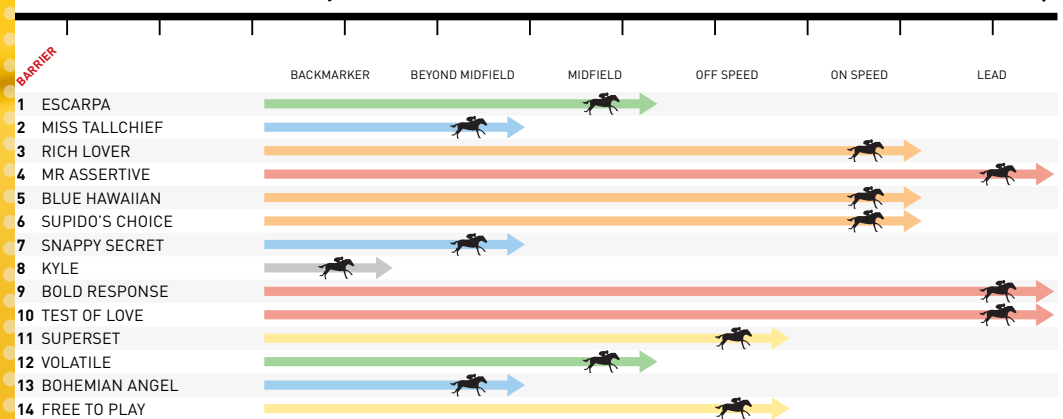 BARRIER
BACKMARKER BEYOND MIDFIELD MIDFIELD OFF SPEED ON SPEED LEAD
1 ESCARPA
2 MISS TALLCHIEF
3 RICH LOVER
4 MR ASSERTIVE
5 BLUE HAWAIIAN
6 SUPIDO'S CHOICE
7 SNAPPY SECRET
8 KYLE
9 BOLD RESPONSE
10 TEST OF LOVE
11 SUPERSET
12 VOLATILE
13 BOHEMIAN ANGEL
14 FREE TO PLAY